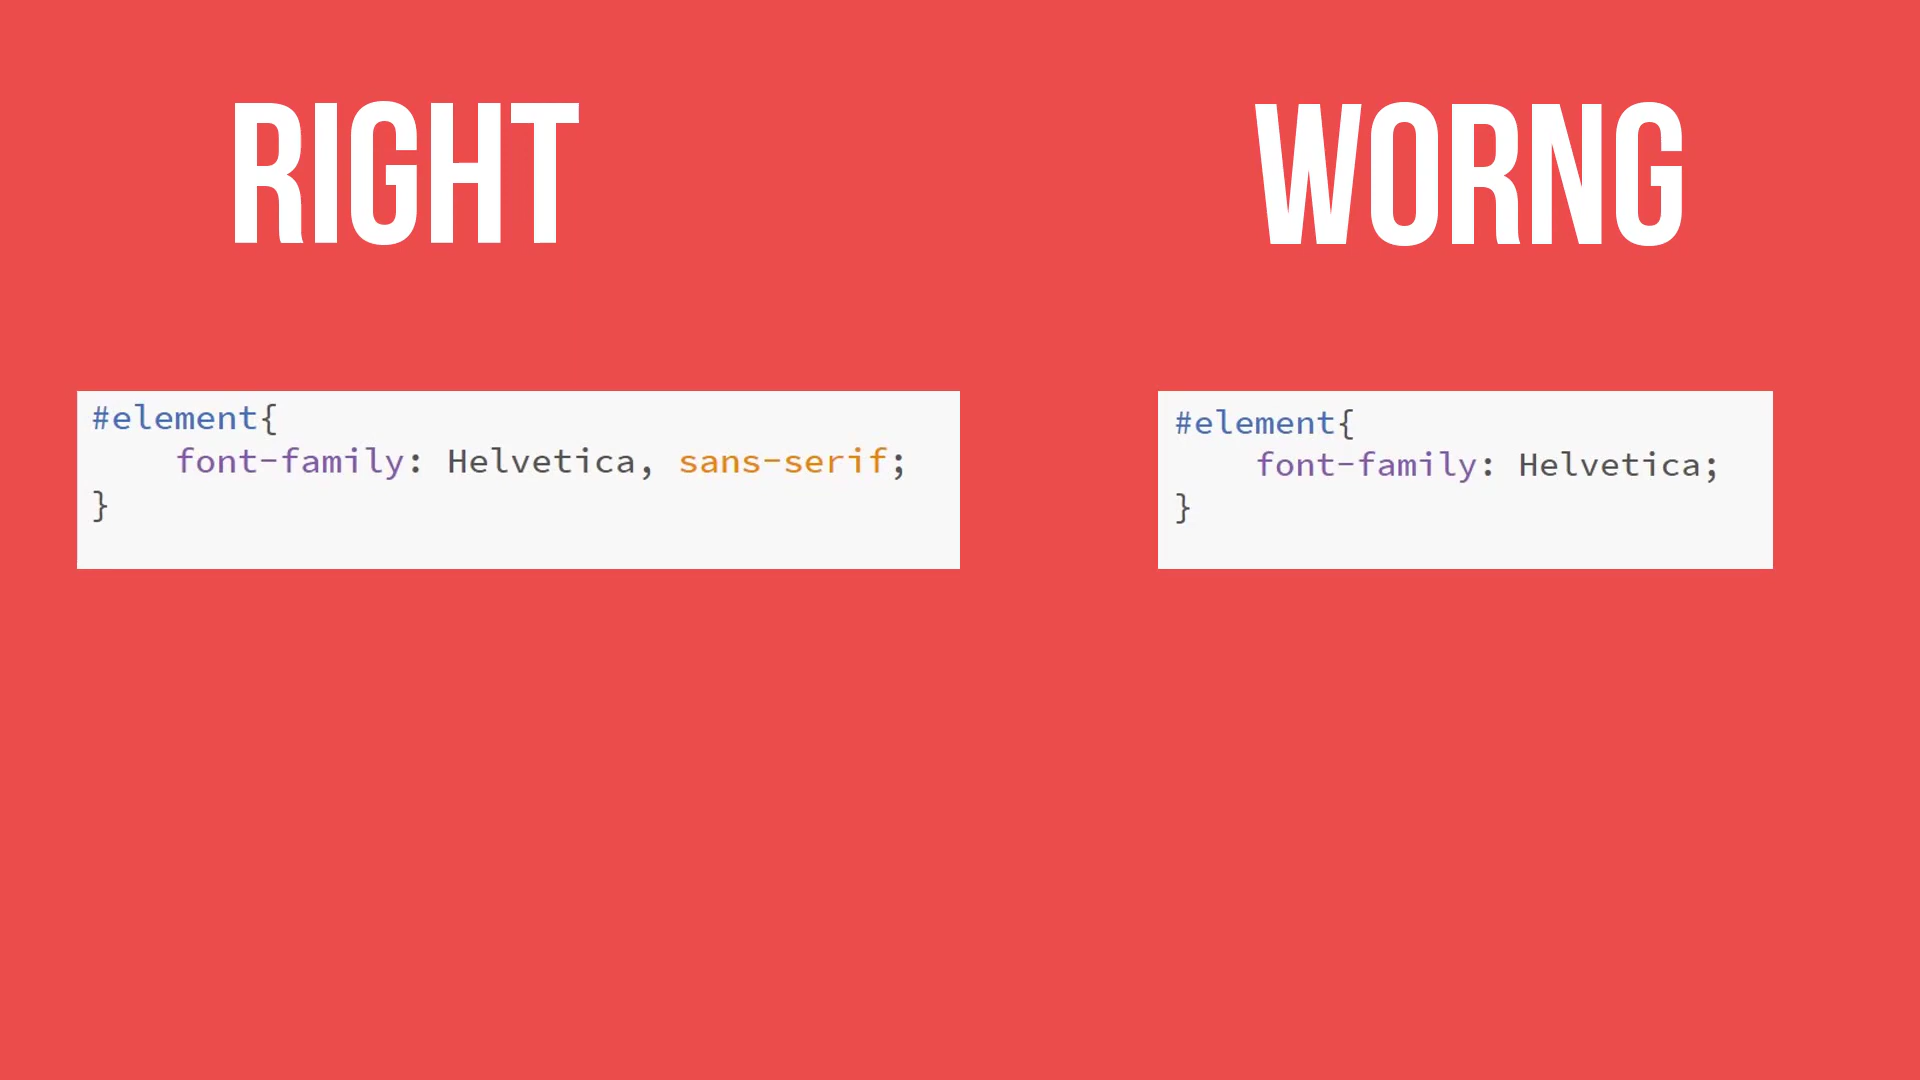 RIGHT
WORNG
#element{
    font-family: Helvetica, sans-serif;
}
#element{
    font-family: Helvetica;
}